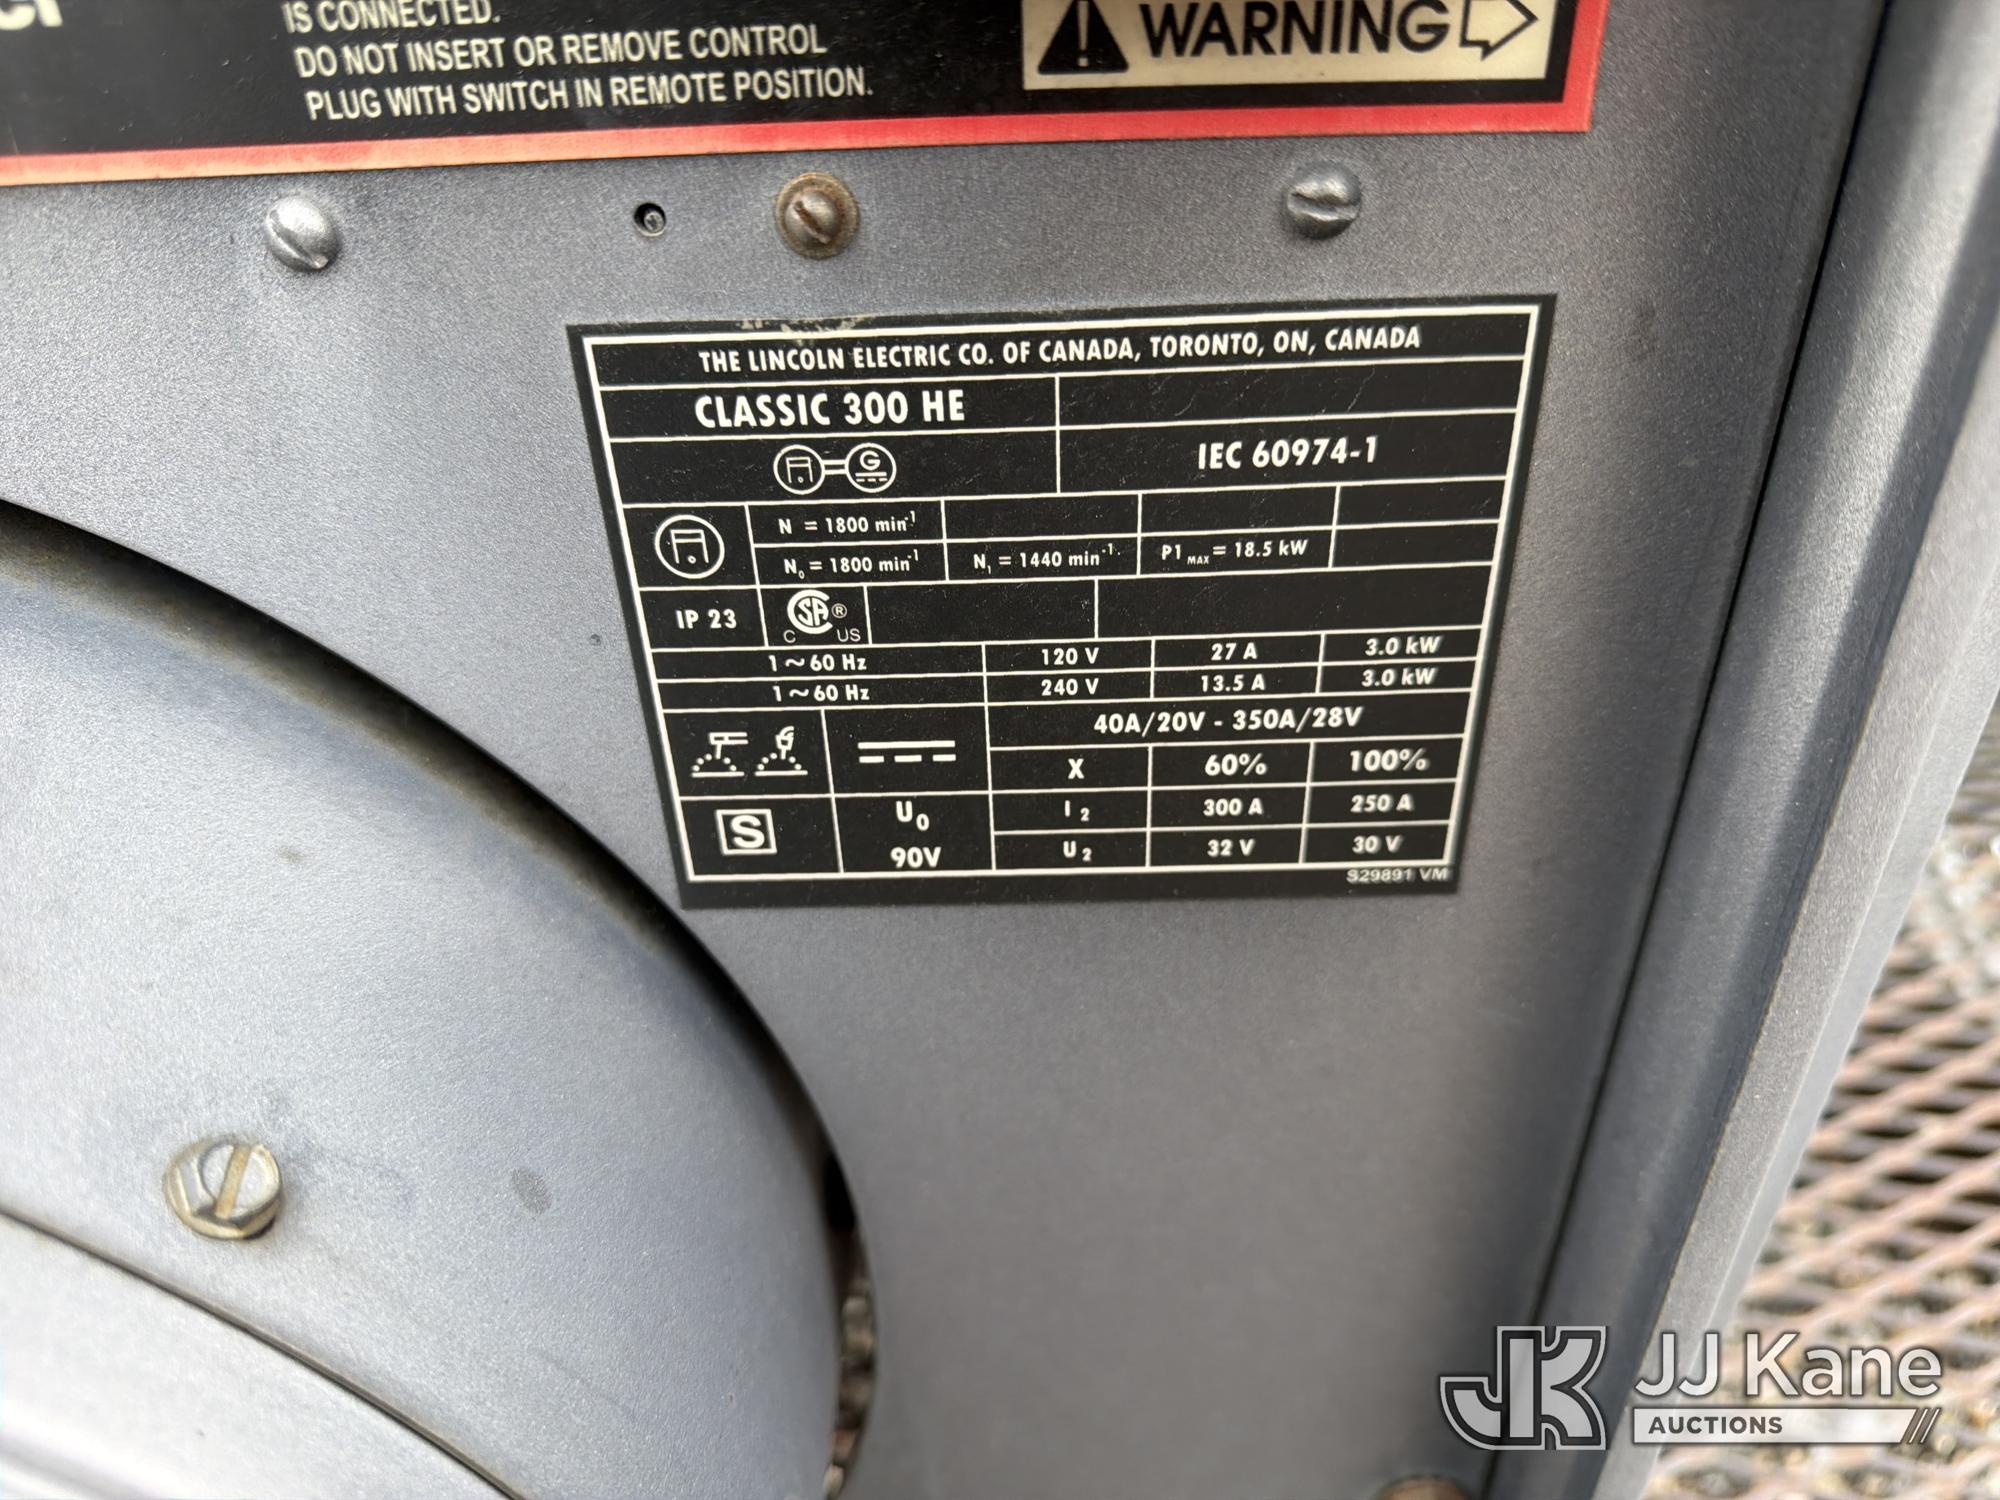 IS CONNECTED.
DO NOT INSERT OR REMOVE CONTROL
PLUG WITH SWITCH IN REMOTE POSITION.
WARNING
THE LINCOLN ELECTRIC CO. OF CANADA, TORONTO, ON, CANADA
CLASSIC 300 HE
G
IEC 60974-1
N = 1800 min⁻¹
N₀ = 1800 min⁻¹ N₁ = 1440 min⁻¹ P1 MAX = 18.5 kW
IP 23 C SA ® C US
1 ~ 60 Hz 120 V 27 A 3.0 kW
1 ~ 60 Hz 240 V 13.5 A 3.0 kW
40A/20V - 350A/28V
X 60% 100%
S U₀ 90V
I₂ 300 A 250 A
U₂ 32 V 30 V
S29891 VM
JK JJ Kane
AUCTIONS